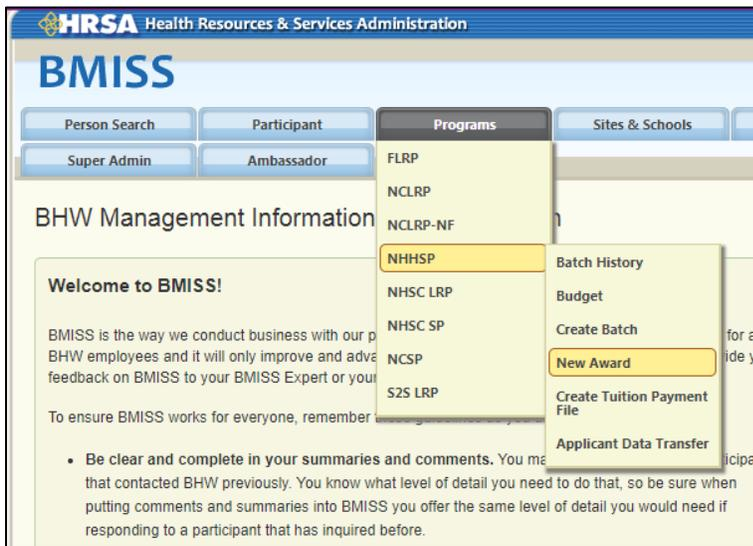 HRSA Health Resources & Services Administration
BMISS
Person Search Participant Programs Sites & Schools
Super Admin Ambassador
FLRP
NCLRP
NCLRP-NF
NHHSP
NHSC LRP
NHSC SP
NCSP
S2S LRP
Batch History
Budget
Create Batch
New Award
Create Tuition Payment
File
Applicant Data Transfer
BHW Management Information
Welcome to BMISS!
BMISS is the way we conduct business with our p for a
BHW employees and it will only improve and adva ide y
feedback on BMISS to your BMISS Expert or your
To ensure BMISS works for everyone, remember
• Be clear and complete in your summaries and comments. You ma ticipa
that contacted BHW previously. You know what level of detail you need to do that, so be sure when
putting comments and summaries into BMISS you offer the same level of detail you would need if
responding to a participant that has inquired before.